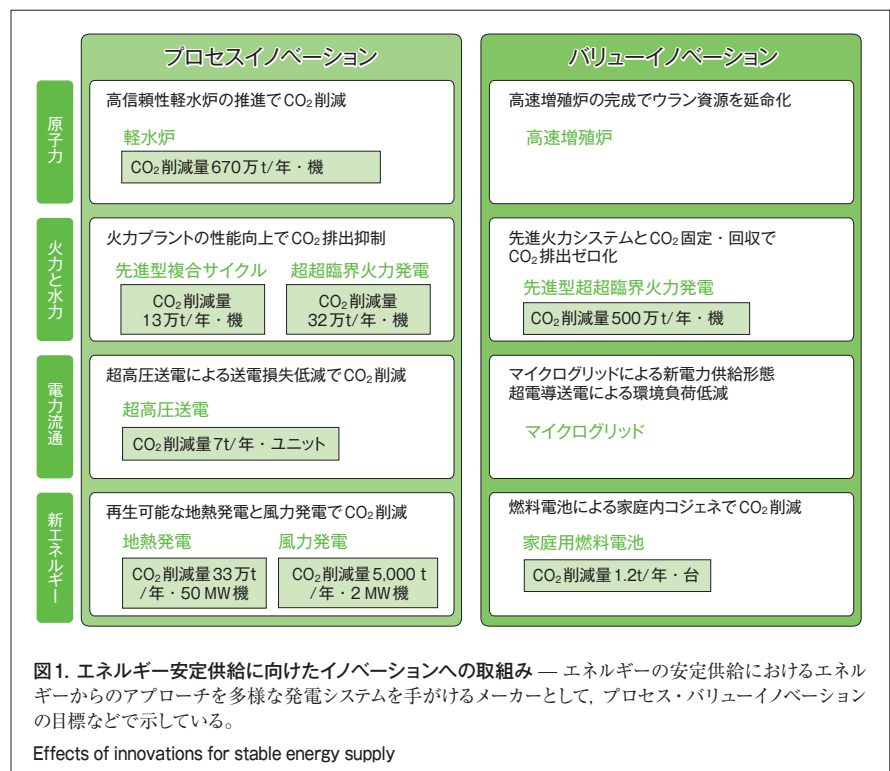 プロセスイノベーション
バリューイノベーション
原子力
高信頼性軽水炉の推進でCO₂削減
軽水炉
CO₂削減量670万t/年・機
高速増殖炉の完成でウラン資源を延命化
高速増殖炉
火力と水力
火力プラントの性能向上でCO₂排出抑制
先進型複合サイクル
CO₂削減量
13万t/年・機
超超臨界火力発電
CO₂削減量
32万t/年・機
先進火力システムとCO₂固定・回収で
CO₂排出ゼロ化
先進型超超臨界火力発電
CO₂削減量500万t/年・機
電力流通
超高圧送電による送電損失低減でCO₂削減
超高圧送電
CO₂削減量7t/年・ユニット
マイクログリッドによる新電力供給形態
超電導送電による環境負荷低減
マイクログリッド
新エネルギー
再生可能な地熱発電と風力発電でCO₂削減
地熱発電
CO₂削減量33万t
/年・50 MW機
風力発電
CO₂削減量5,000 t
/年・2 MW機
燃料電池による家庭内コジェネでCO₂削減
家庭用燃料電池
CO₂削減量1.2t/年・台
図1. エネルギー安定供給に向けたイノベーションへの取組み — エネルギーの安定供給におけるエネル
ギーからのアプローチを多様な発電システムを手がけるメーカーとして，プロセス・バリューイノベーション
の目標などで示している。
Effects of innovations for stable energy supply